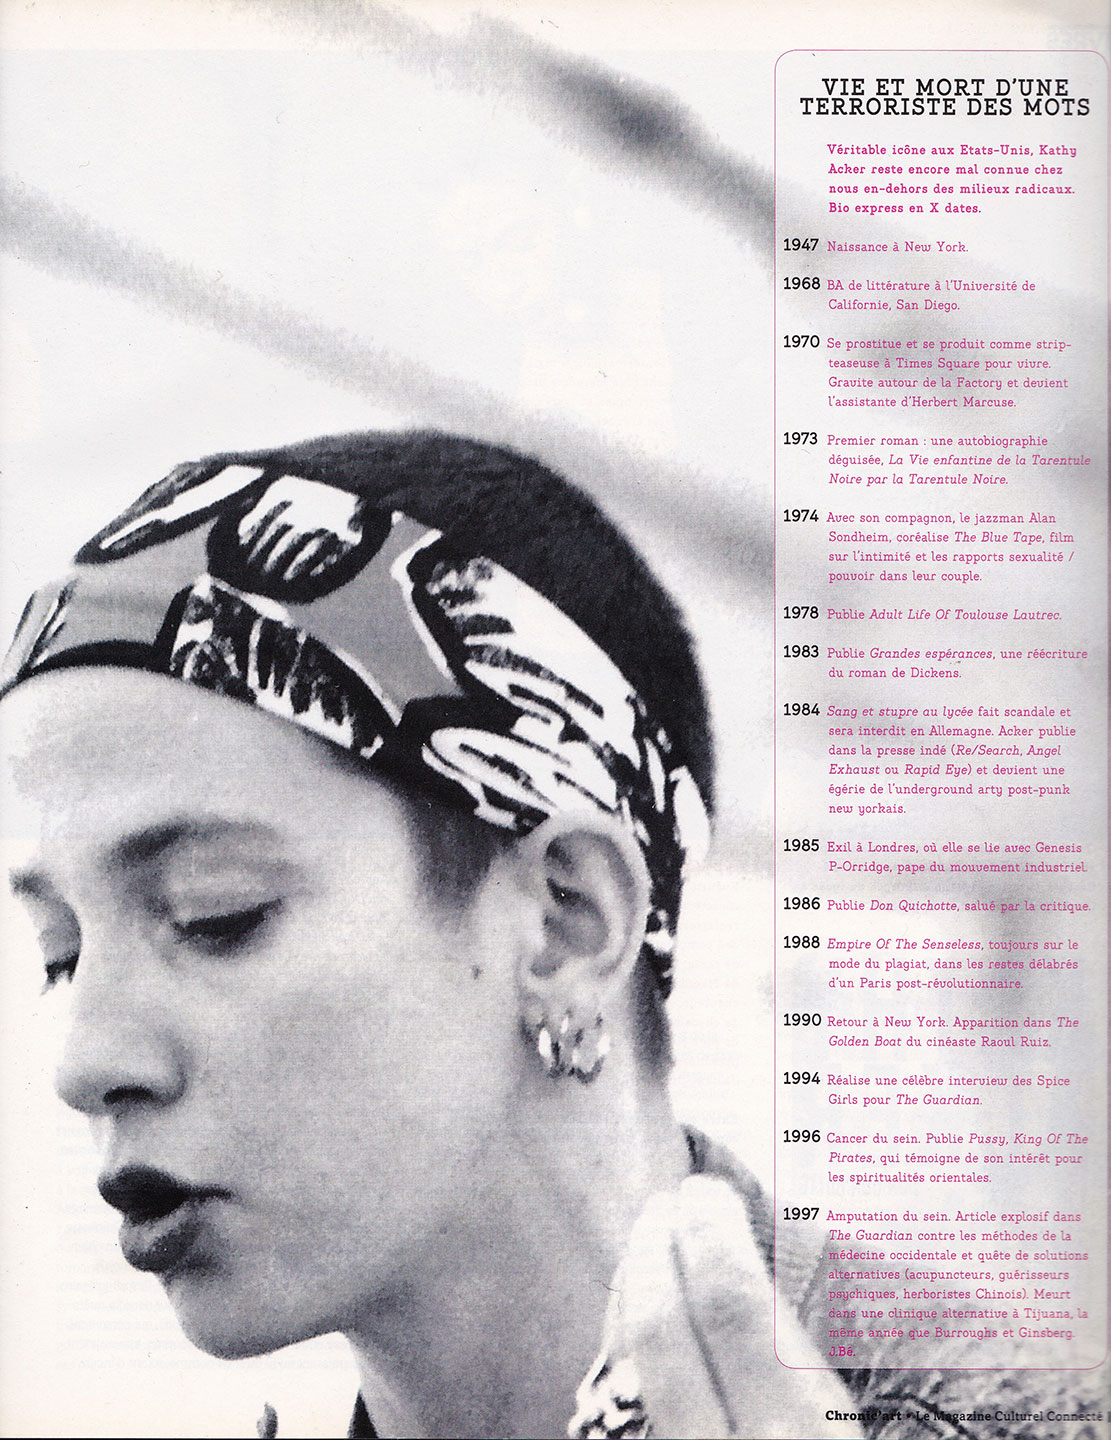 VIE ET MORT D'UNE
TERRORISTE DES MOTS
Véritable icône aux Etats-Unis, Kathy
Acker reste encore mal connue chez
nous en-dehors des milieux radicaux.
Bio express en X dates.
1947 Naissance à New York.
1968 BA de littérature à l'Université de
Californie, San Diego.
1970 Se prostitue et se produit comme strip-
teaseuse à Times Square pour vivre.
Gravite autour de la Factory et devient
l'assistante d'Herbert Marcuse.
1973 Premier roman : une autobiographie
déguisée, La Vie enfantine de la Tarentule
Noire par la Tarentule Noire.
1974 Avec son compagnon, le jazzman Alan
Sondheim, coréalise The Blue Tape, film
sur l'intimité et les rapports sexualité /
pouvoir dans leur couple.
1978 Publie Adult Life Of Toulouse Lautrec.
1983 Publie Grandes espérances, une réécriture
du roman de Dickens.
1984 Sang et stupre au lycée fait scandale et
sera interdit en Allemagne. Acker publie
dans la presse indé (Re/Search, Angel
Exhaust ou Rapid Eye) et devient une
égérie de l'underground arty post-punk
new yorkais.
1985 Exil à Londres, où elle se lie avec Genesis
P-Orridge, pape du mouvement industriel.
1986 Publie Don Quichotte, salué par la critique.
1988 Empire Of The Senseless, toujours sur le
mode du plagiat, dans les restes délabrés
d'un Paris post-révolutionnaire.
1990 Retour à New York. Apparition dans The
Golden Boat du cinéaste Raoul Ruiz.
1994 Réalise une célèbre interview des Spice
Girls pour The Guardian.
1996 Cancer du sein. Publie Pussy, King Of The
Pirates, qui témoigne de son intérêt pour
les spiritualités orientales.
1997 Amputation du sein. Article explosif dans
The Guardian contre les méthodes de la
médecine occidentale et quête de solutions
alternatives (acupuncteurs, guérisseurs
psychiques, herboristes Chinois). Meurt
dans une clinique alternative à Tijuana, la
même année que Burroughs et Ginsberg.
J.Bé.
Chronic'art • Le Magazine Culturel Connecté